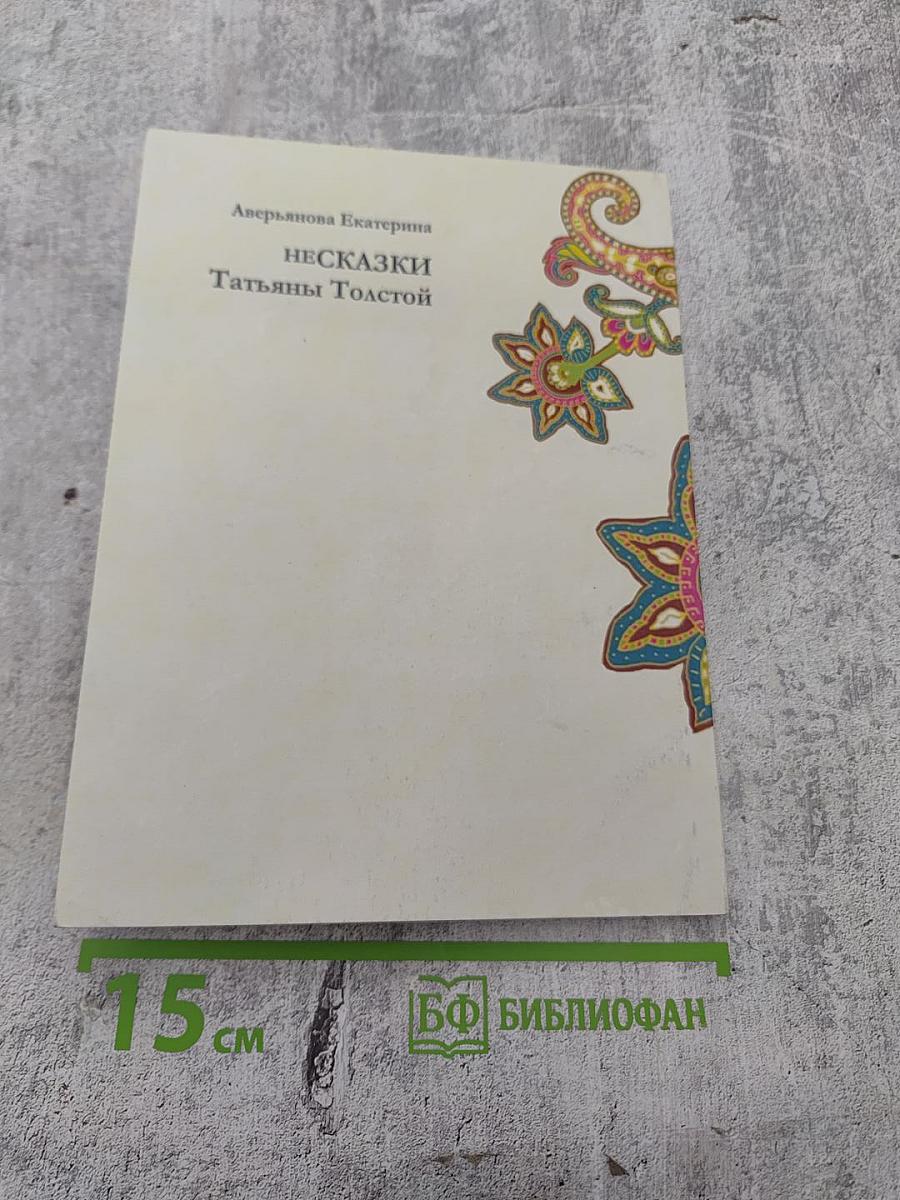 Аверьянова Екатерина
неСКАЗКИ
Татьяны Толстой
15 см
БФ БИБЛИОФАН